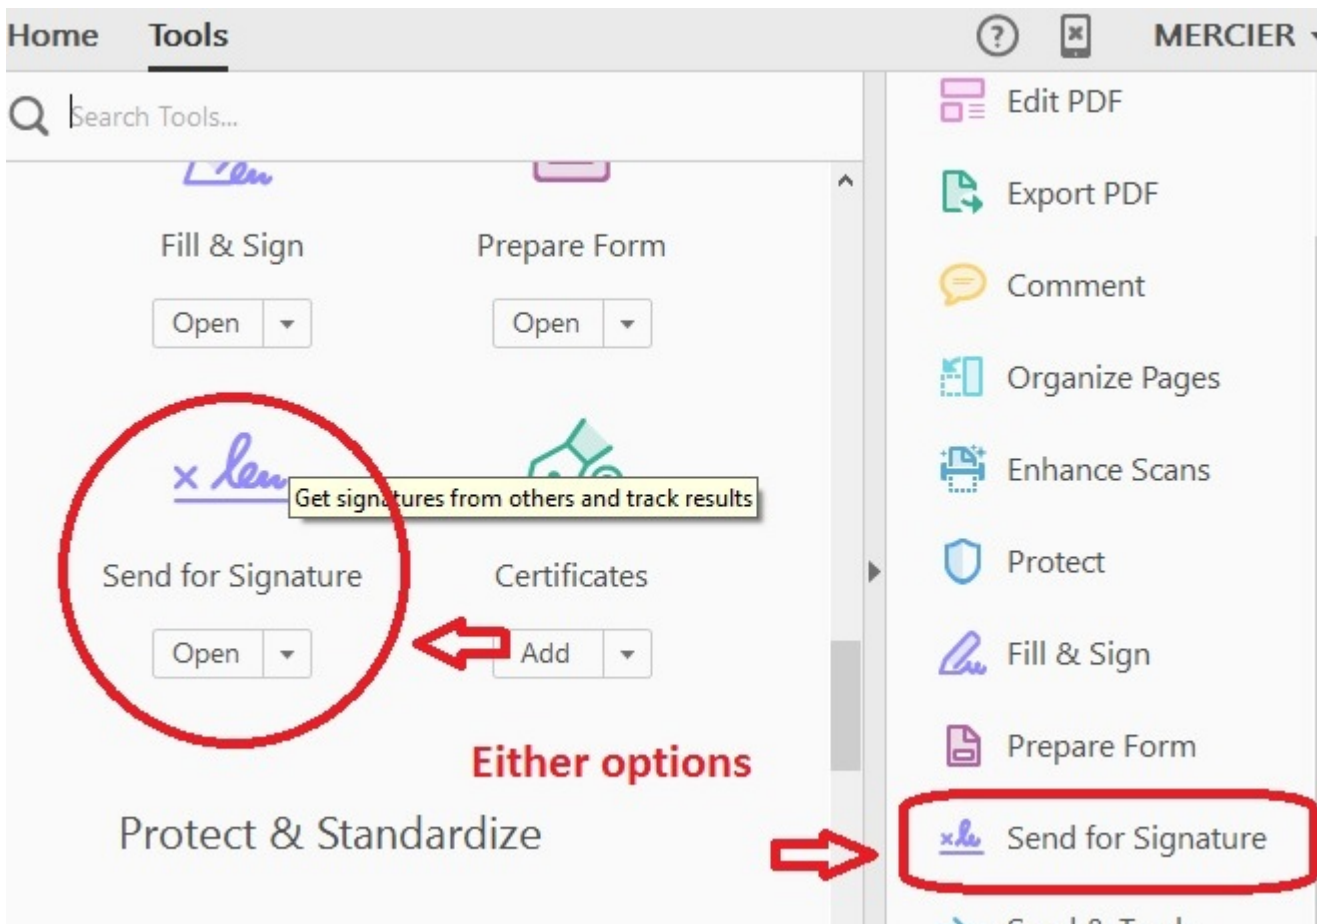 Home Tools MERCIER
Search Tools...
Fill & Sign Prepare Form
Open Open
Get signatures from others and track results
Send for Signature Certificates
Open Add
Either options
Protect & Standardize
Edit PDF
Export PDF
Comment
Organize Pages
Enhance Scans
Protect
Fill & Sign
Prepare Form
Send for Signature